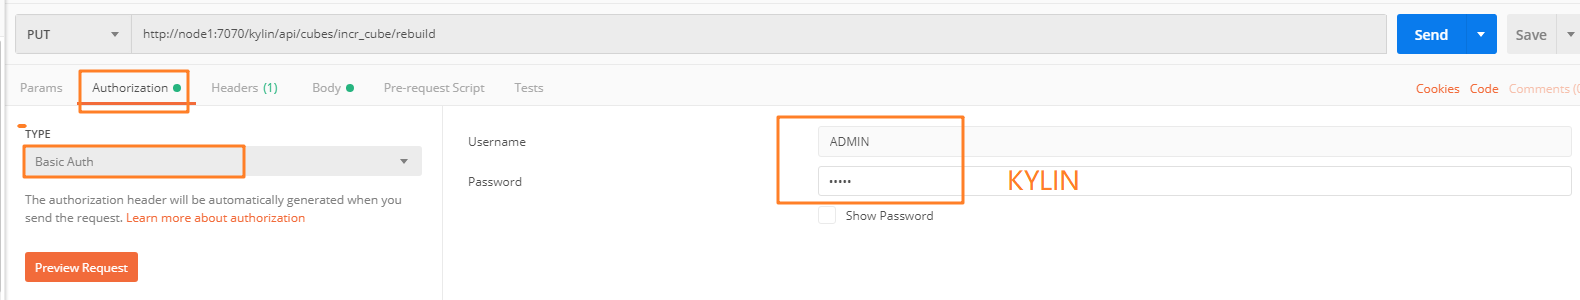 PUT http://node1:7070/kylin/api/cubes/incr_cube/rebuild Send Save
Params Authorization Headers (1) Body Pre-request Script Tests Cookies Code Comments (0
TYPE
Basic Auth
The authorization header will be automatically generated when you
send the request. Learn more about authorization
Preview Request
Username ADMIN
Password ••••• KYLIN
Show Password